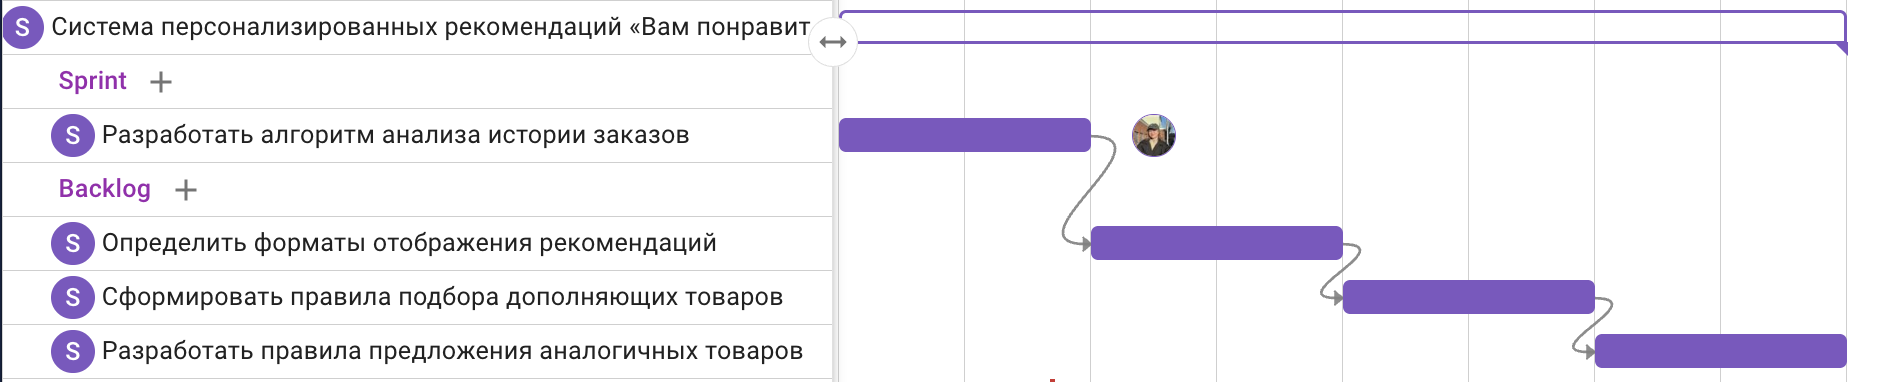 S Система персонализированных рекомендаций «Вам понравит
Sprint +
S Разработать алгоритм анализа истории заказов
Backlog +
S Определить форматы отображения рекомендаций
S Сформировать правила подбора дополняющих товаров
S Разработать правила предложения аналогичных товаров